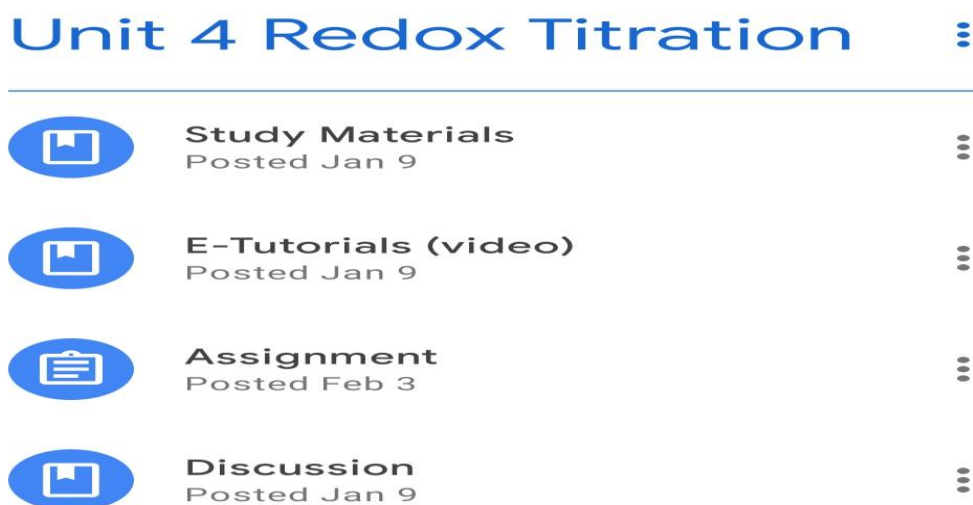 Unit 4 Redox Titration
Study Materials
Posted Jan 9
E-Tutorials (video)
Posted Jan 9
Assignment
Posted Feb 3
Discussion
Posted Jan 9